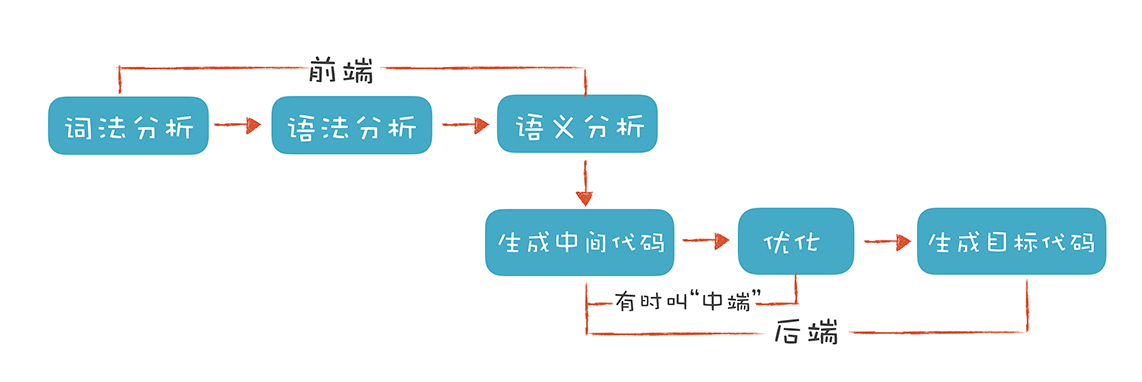 前端
词法分析
语法分析
语义分析
生成中间代码
优化
生成目标代码
有时叫“中端”
后端